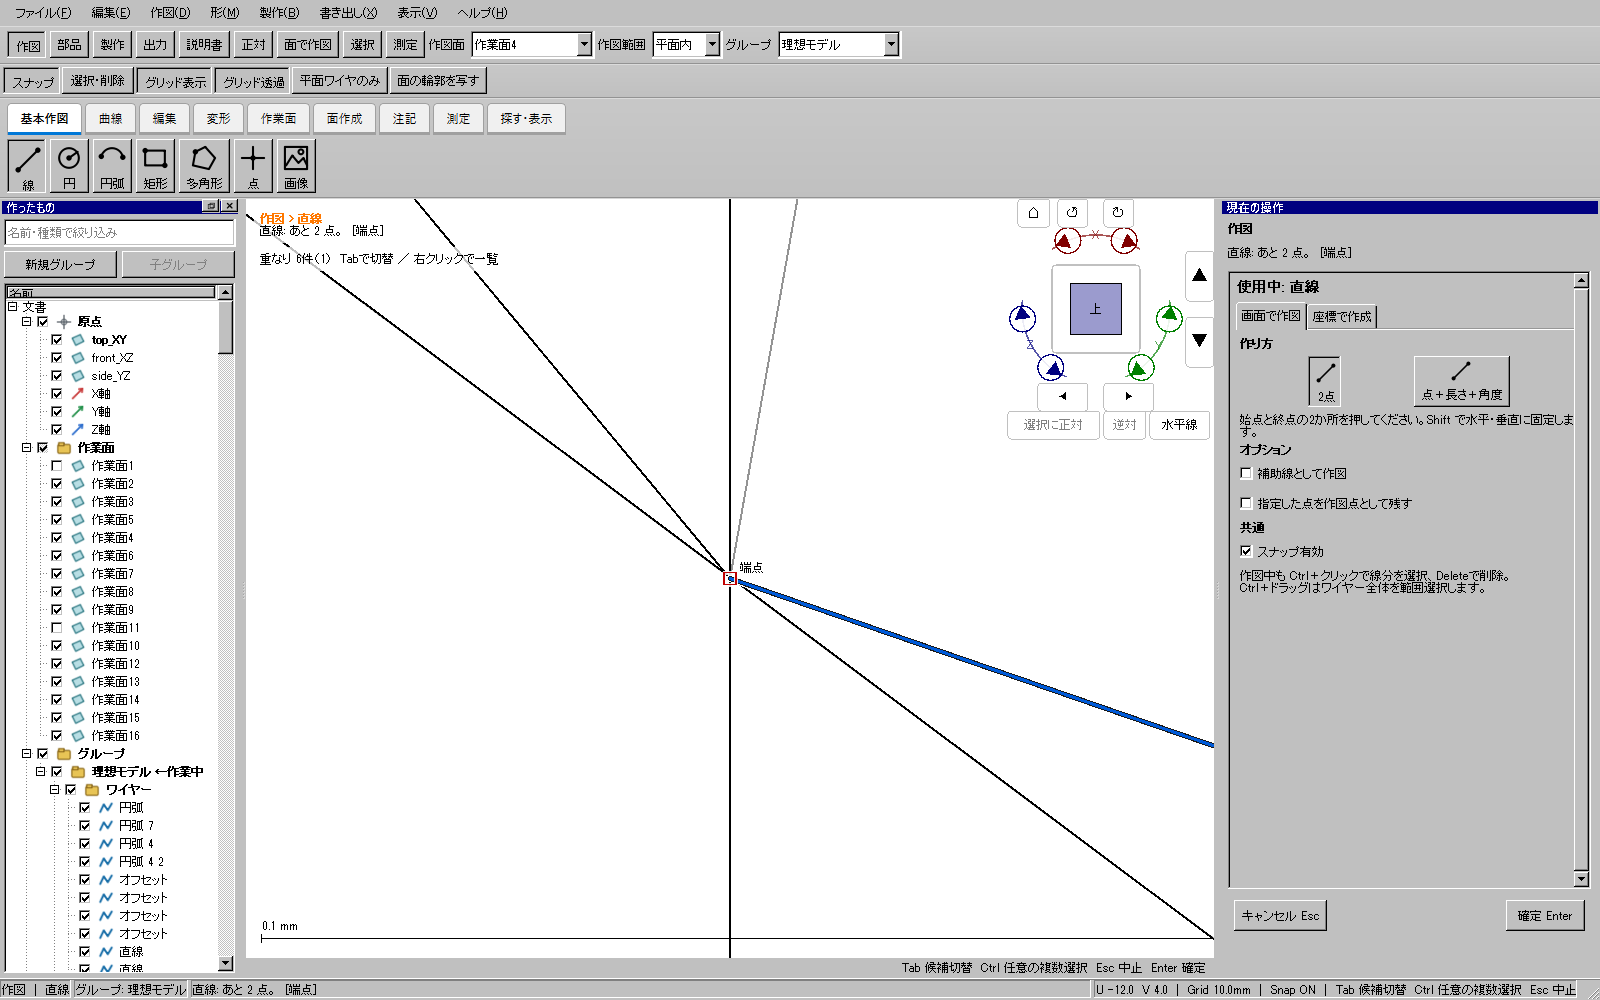 ファイル(F) 編集(E) 作図(D) 形(M) 製作(B) 書き出し(X) 表示(V) ヘルプ(H)
作図 部品 製作 出力 説明書 正対 面で作図 選択 測定 作図面 作業面4 作図範囲 平面内 グループ 理想モデル
スナップ 選択・削除 グリッド表示 グリッド透過 平面ワイヤのみ 面の輪郭を写す
基本作図 曲線 編集 変形 作業面 面作成 注記 測定 探す・表示
線 円 円弧 矩形 多角形 点 画像
作ったもの
名前・種類で絞り込み
新規グループ 子グループ
名前
文書
原点
top_XY
front_XZ
side_YZ
X軸
Y軸
Z軸
作業面
作業面1
作業面2
作業面3
作業面5
作業面4
作業面6
作業面7
作業面8
作業面9
作業面11
作業面10
作業面12
作業面13
作業面14
作業面15
作業面16
グループ
理想モデル ←作業中
ワイヤー
円弧
円弧 7
円弧 4
円弧 4 2
オフセット
オフセット
オフセット
オフセット
直線
直線
作図 > 直線
直線: あと 2 点。 [端点]
重なり 6件(1) Tabで切替 ／ 右クリックで一覧
端点
0.1 mm
X
Z
Y
上
選択に正対 逆対 水平線
Tab 候補切替 Ctrl 任意の複数選択 Esc 中止 Enter 確定
現在の操作
作図
直線: あと 2 点。 [端点]
使用中: 直線
画面で作図 座標で作成
作り方
2点 点＋長さ＋角度
始点と終点の2か所を押してください。Shift で水平・垂直に固定しま
す。
オプション
補助線として作図
指定した点を作図点として残す
共通
スナップ有効
作図中も Ctrl＋クリックで線分を選択、Deleteで削除。
Ctrl＋ドラッグはワイヤー全体を範囲選択します。
キャンセル Esc 確定 Enter
作図 | 直線 グループ: 理想モデル 直線: あと 2 点。 [端点]
U -12.0 V 4.0 | Grid 10.0mm | Snap ON | Tab 候補切替 Ctrl 任意の複数選択 Esc 中止